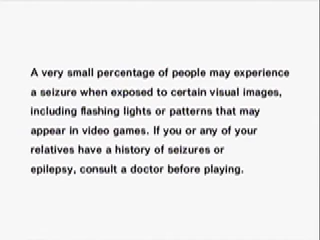 A very small percentage of people may experience
a seizure when exposed to certain visual images,
including flashing lights or patterns that may
appear in video games. If you or any of your
relatives have a history of seizures or
epilepsy, consult a doctor before playing.